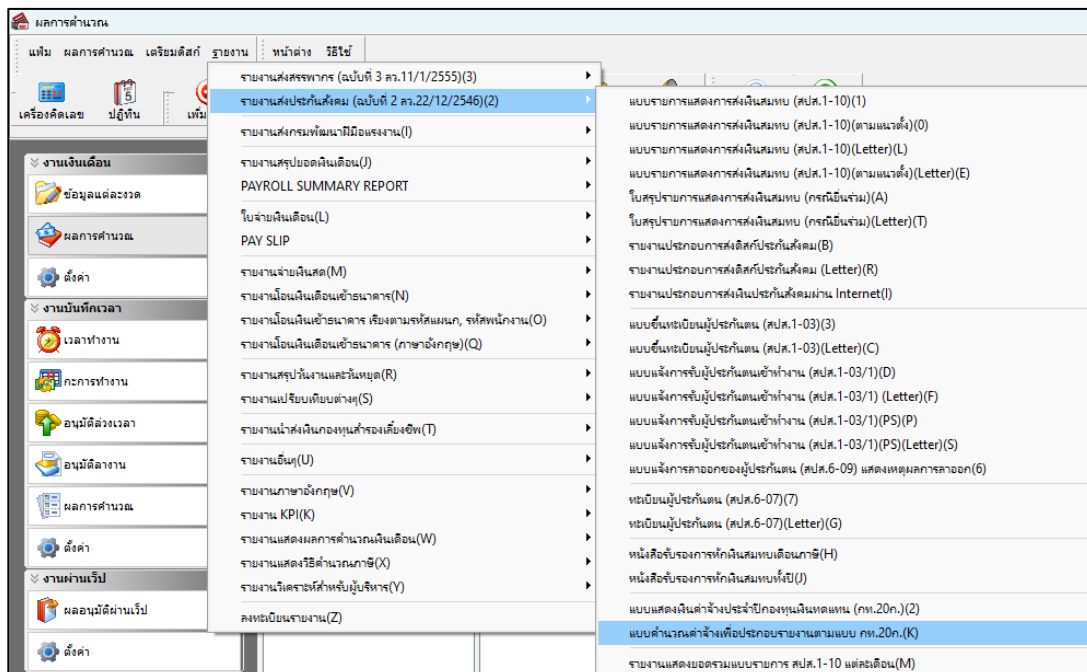 ผลการคำนวณ
แฟ้ม ผลการคำนวณ เตรียมดิสก์ รายงาน หน้าต่าง วิธีใช้
เครื่องคิดเลข ปฏิทิน เพิ่ม
งานเงินเดือน
ข้อมูลแต่ละงวด
ผลการคำนวณ
ตั้งค่า
งานบันทึกเวลา
เวลาทำงาน
กะการทำงาน
อนุมัติล่วงเวลา
อนุมัติลางาน
ผลการคำนวณ
ตั้งค่า
งานผ่านเว็ป
ผลอนุมัติผ่านเว็ป
ตั้งค่า
รายงานส่งสรรพากร (ฉบับที่ 3 ลว.11/1/2555)(3)
รายงานส่งประกันสังคม (ฉบับที่ 2 ลว.22/12/2546)(2)
รายงานส่งกรมพัฒนาฝีมือแรงงาน(I)
รายงานสรุปยอดเงินเดือน(J)
PAYROLL SUMMARY REPORT
ใบจ่ายเงินเดือน(L)
PAY SLIP
รายงานจ่ายเงินสด(M)
รายงานโอนเงินเดือนเข้าธนาคาร(N)
รายงานโอนเงินเข้าธนาคาร เรียงตามรหัสแผนก, รหัสพนักงาน(O)
รายงานโอนเงินเดือนเข้าธนาคาร (ภาษาอังกฤษ)(Q)
รายงานสรุปวันงานและวันหยุด(R)
รายงานเปรียบเทียบต่างๆ(S)
รายงานนำส่งเงินกองทุนสำรองเลี้ยงชีพ(T)
รายงานอื่นๆ(U)
รายงานภาษาอังกฤษ(V)
รายงาน KPI(K)
รายงานแสดงผลการคำนวณเงินเดือน(W)
รายงานแสดงวิธีคำนวณภาษี(X)
รายงานวิเคราะห์สำหรับผู้บริหาร(Y)
ลงทะเบียนรายงาน(Z)
แบบรายการแสดงการส่งเงินสมทบ (สปส.1-10)(1)
แบบรายการแสดงการส่งเงินสมทบ (สปส.1-10)(ตามแนวตั้ง)(0)
แบบรายการแสดงการส่งเงินสมทบ (สปส.1-10)(Letter)(L)
แบบรายการแสดงการส่งเงินสมทบ (สปส.1-10)(ตามแนวตั้ง)(Letter)(E)
ใบสรุปรายการแสดงการส่งเงินสมทบ (กรณียื่นร่วม)(A)
ใบสรุปรายการแสดงการส่งเงินสมทบ (กรณียื่นร่วม)(Letter)(T)
รายงานประกอบการส่งดิสก์ประกันสังคม(B)
รายงานประกอบการส่งดิสก์ประกันสังคม (Letter)(R)
รายงานประกอบการส่งเงินประกันสังคมผ่าน Internet(I)
แบบขึ้นทะเบียนผู้ประกันตน (สปส.1-03)(3)
แบบขึ้นทะเบียนผู้ประกันตน (สปส.1-03)(Letter)(C)
แบบแจ้งการรับผู้ประกันตนเข้าทำงาน (สปส.1-03/1)(D)
แบบแจ้งการรับผู้ประกันตนเข้าทำงาน (สปส.1-03/1) (Letter)(F)
แบบแจ้งการรับผู้ประกันตนเข้าทำงาน (สปส.1-03/1)(PS)(P)
แบบแจ้งการรับผู้ประกันตนเข้าทำงาน (สปส.1-03/1)(PS)(Letter)(S)
แบบแจ้งการลาออกของผู้ประกันตน (สปส.6-09) แสดงเหตุผลการลาออก(6)
ทะเบียนผู้ประกันตน (สปส.6-07)(7)
ทะเบียนผู้ประกันตน (สปส.6-07)(Letter)(G)
หนังสือรับรองการหักเงินสมทบเดือนภาษี(H)
หนังสือรับรองการหักเงินสมทบทั้งปี(J)
แบบแสดงเงินค่าจ้างประจำปีกองทุนเงินทดแทน (กท.20ก.)(2)
แบบคำนวณค่าจ้างเพื่อประกอบรายงานตามแบบ กท.20ก.(K)
รายงานแสดงยอดรวมแบบรายการ สปส.1-10 แต่ละเดือน(M)